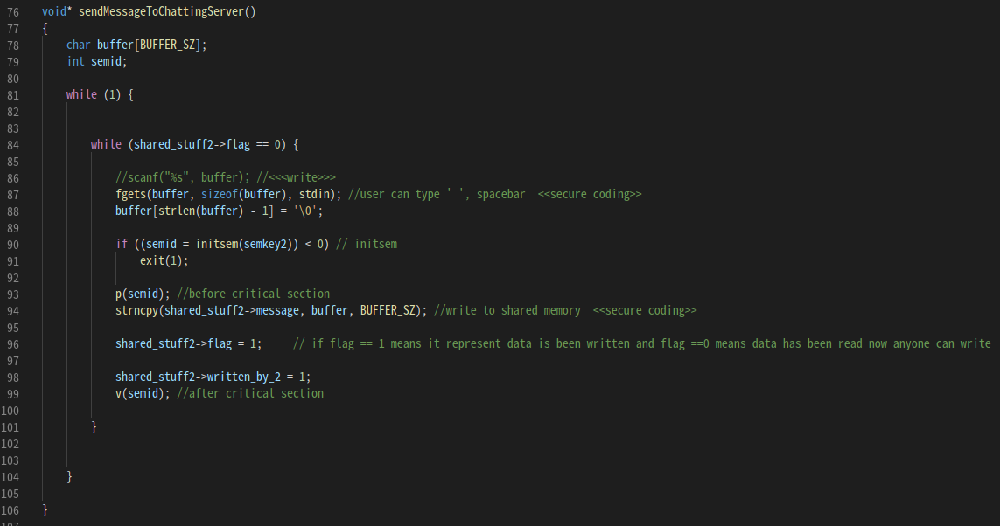 76 void* sendMessageToChattingServer()
77 {
78 char buffer[BUFFER_SZ];
79 int semid;
80
81 while (1) {
82
83
84 while (shared_stuff2->flag == 0) {
85
86 //scanf("%s", buffer); //<<<write>>>
87 fgets(buffer, sizeof(buffer), stdin); //user can type ' ', spacebar  <<secure coding>>
88 buffer[strlen(buffer) - 1] = '\0';
89
90 if ((semid = initsem(semkey2)) < 0) // initsem
91 exit(1);
92
93 p(semid); //before critical section
94 strncpy(shared_stuff2->message, buffer, BUFFER_SZ); //write to shared memory  <<secure coding>>
95
96 shared_stuff2->flag = 1;     // if flag == 1 means it represent data is been written and flag ==0 means data has been read now anyone can write
97
98 shared_stuff2->written_by_2 = 1;
99 v(semid); //after critical section
100
101 }
102
103
104 }
105
106 }
107